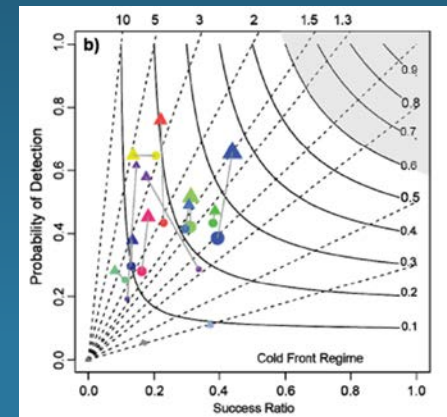 10 5 3 2 1.5 1.3
b)
1.0
0.8
0.6
0.4
0.2
0.0
Probability of Detection
0.9
0.8
0.7
0.6
0.5
0.4
0.3
0.2
0.1
Cold Front Regime
0.0 0.2 0.4 0.6 0.8 1.0
Success Ratio